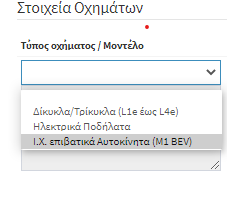 Στοιχεία Οχημάτων
Τύπος οχήματος / Μοντέλο
Δίκυκλα/Τρίκυκλα (L1e έως L4e)
Ηλεκτρικά Ποδήλατα
Ι.Χ. επιβατικά Αυτοκίνητα (M1 BEV)